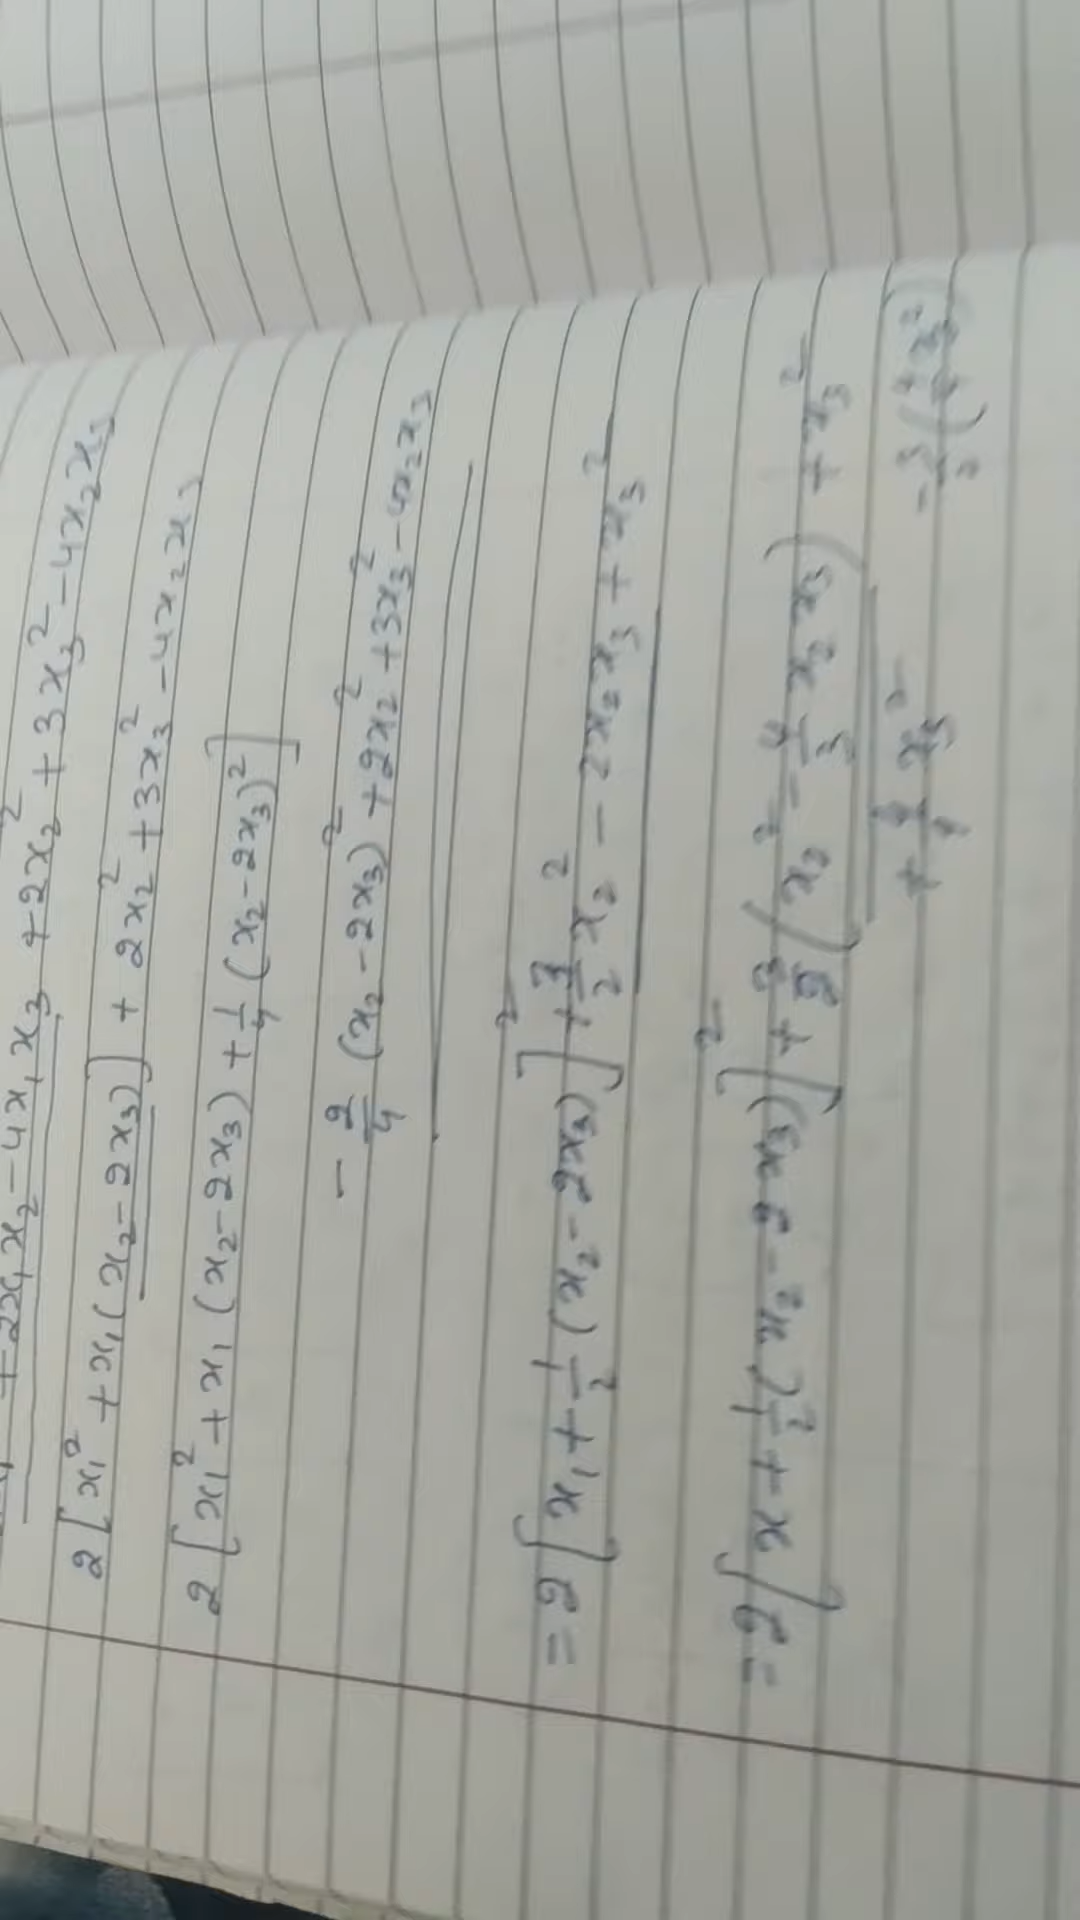 + 2x₁x₂ - 4x₁x₃ + 2x₂² + 3x₃² - 4x₂x₃
2[x₁² + x₁(x₂ - 2x₃)] + 2x₂² + 3x₃² - 4x₂x₃
2[x₁² + x₁(x₂ - 2x₃) + 1/4 (x₂ - 2x₃)²]
- 2/4 (x₂ - 2x₃)² + 2x₂² + 3x₃² - 4x₂x₃
= 2[x₁ + 1/2 (x₂ - 2x₃)]² + 3/2 x₂² - 2x₂x₃ + x₃²
= 2[x + 1/2 (x₂ - 2x₃)]² + 3/2 (x₂² - 4/3 x₂x₃) + x₃²